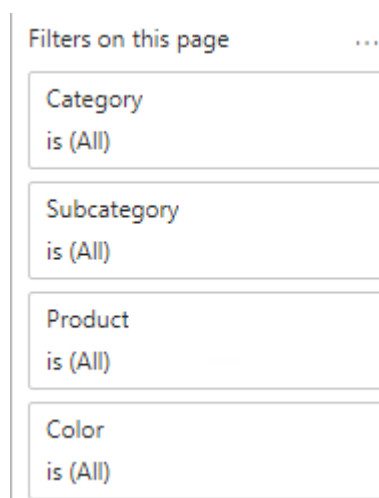 Filters on this page ...
Category
is (All)
Subcategory
is (All)
Product
is (All)
Color
is (All)